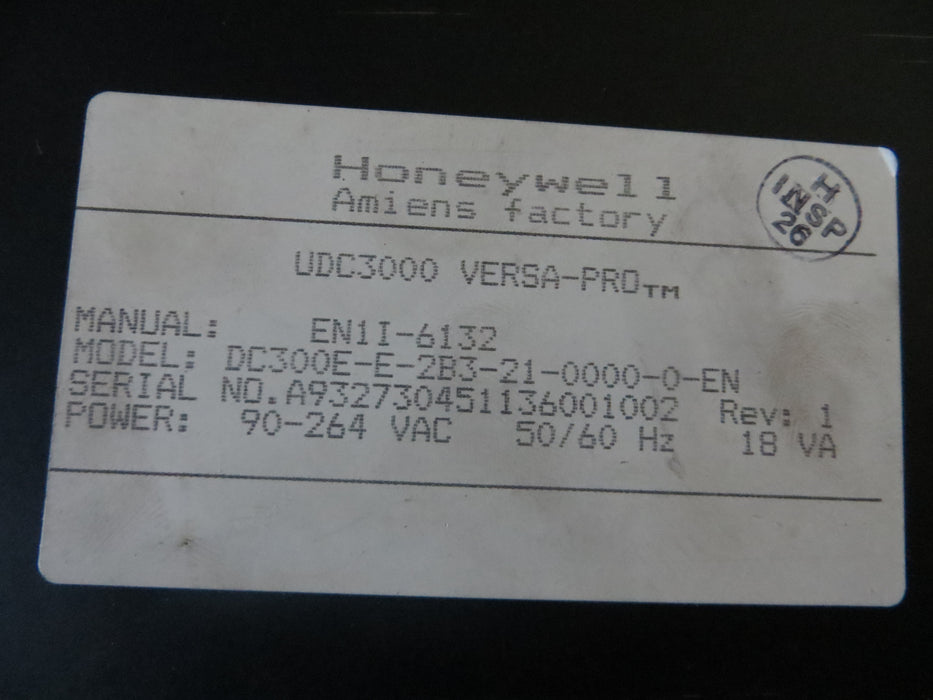 Honeywell
Amiens factory
H
INSP
26
UDC3000 VERSA-PRO™
MANUAL: EN1I-6132
MODEL: DC300E-E-2B3-21-0000-0-EN
SERIAL NO.A932730451136001002 Rev: 1
POWER: 90-264 VAC 50/60 Hz 18 VA